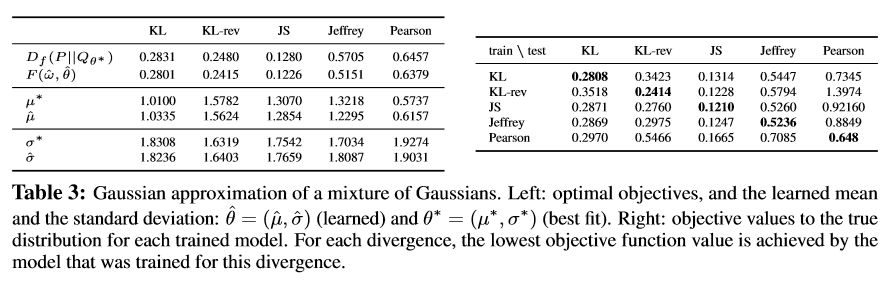 KL KL-rev JS Jeffrey Pearson
D_f(P||Q_θ*) 0.2831 0.2480 0.1280 0.5705 0.6457
F(ω̂, θ̂) 0.2801 0.2415 0.1226 0.5151 0.6379
μ* 1.0100 1.5782 1.3070 1.3218 0.5737
μ̂ 1.0335 1.5624 1.2854 1.2295 0.6157
σ* 1.8308 1.6319 1.7542 1.7034 1.9274
σ̂ 1.8236 1.6403 1.7659 1.8087 1.9031
train \ test KL KL-rev JS Jeffrey Pearson
KL 0.2808 0.3423 0.1314 0.5447 0.7345
KL-rev 0.3518 0.2414 0.1228 0.5794 1.3974
JS 0.2871 0.2760 0.1210 0.5260 0.92160
Jeffrey 0.2869 0.2975 0.1247 0.5236 0.8849
Pearson 0.2970 0.5466 0.1665 0.7085 0.648
Table 3: Gaussian approximation of a mixture of Gaussians. Left: optimal objectives, and the learned mean
and the standard deviation: θ̂ = (μ̂, σ̂) (learned) and θ* = (μ*, σ*) (best fit). Right: objective values to the true
distribution for each trained model. For each divergence, the lowest objective function value is achieved by the
model that was trained for this divergence.